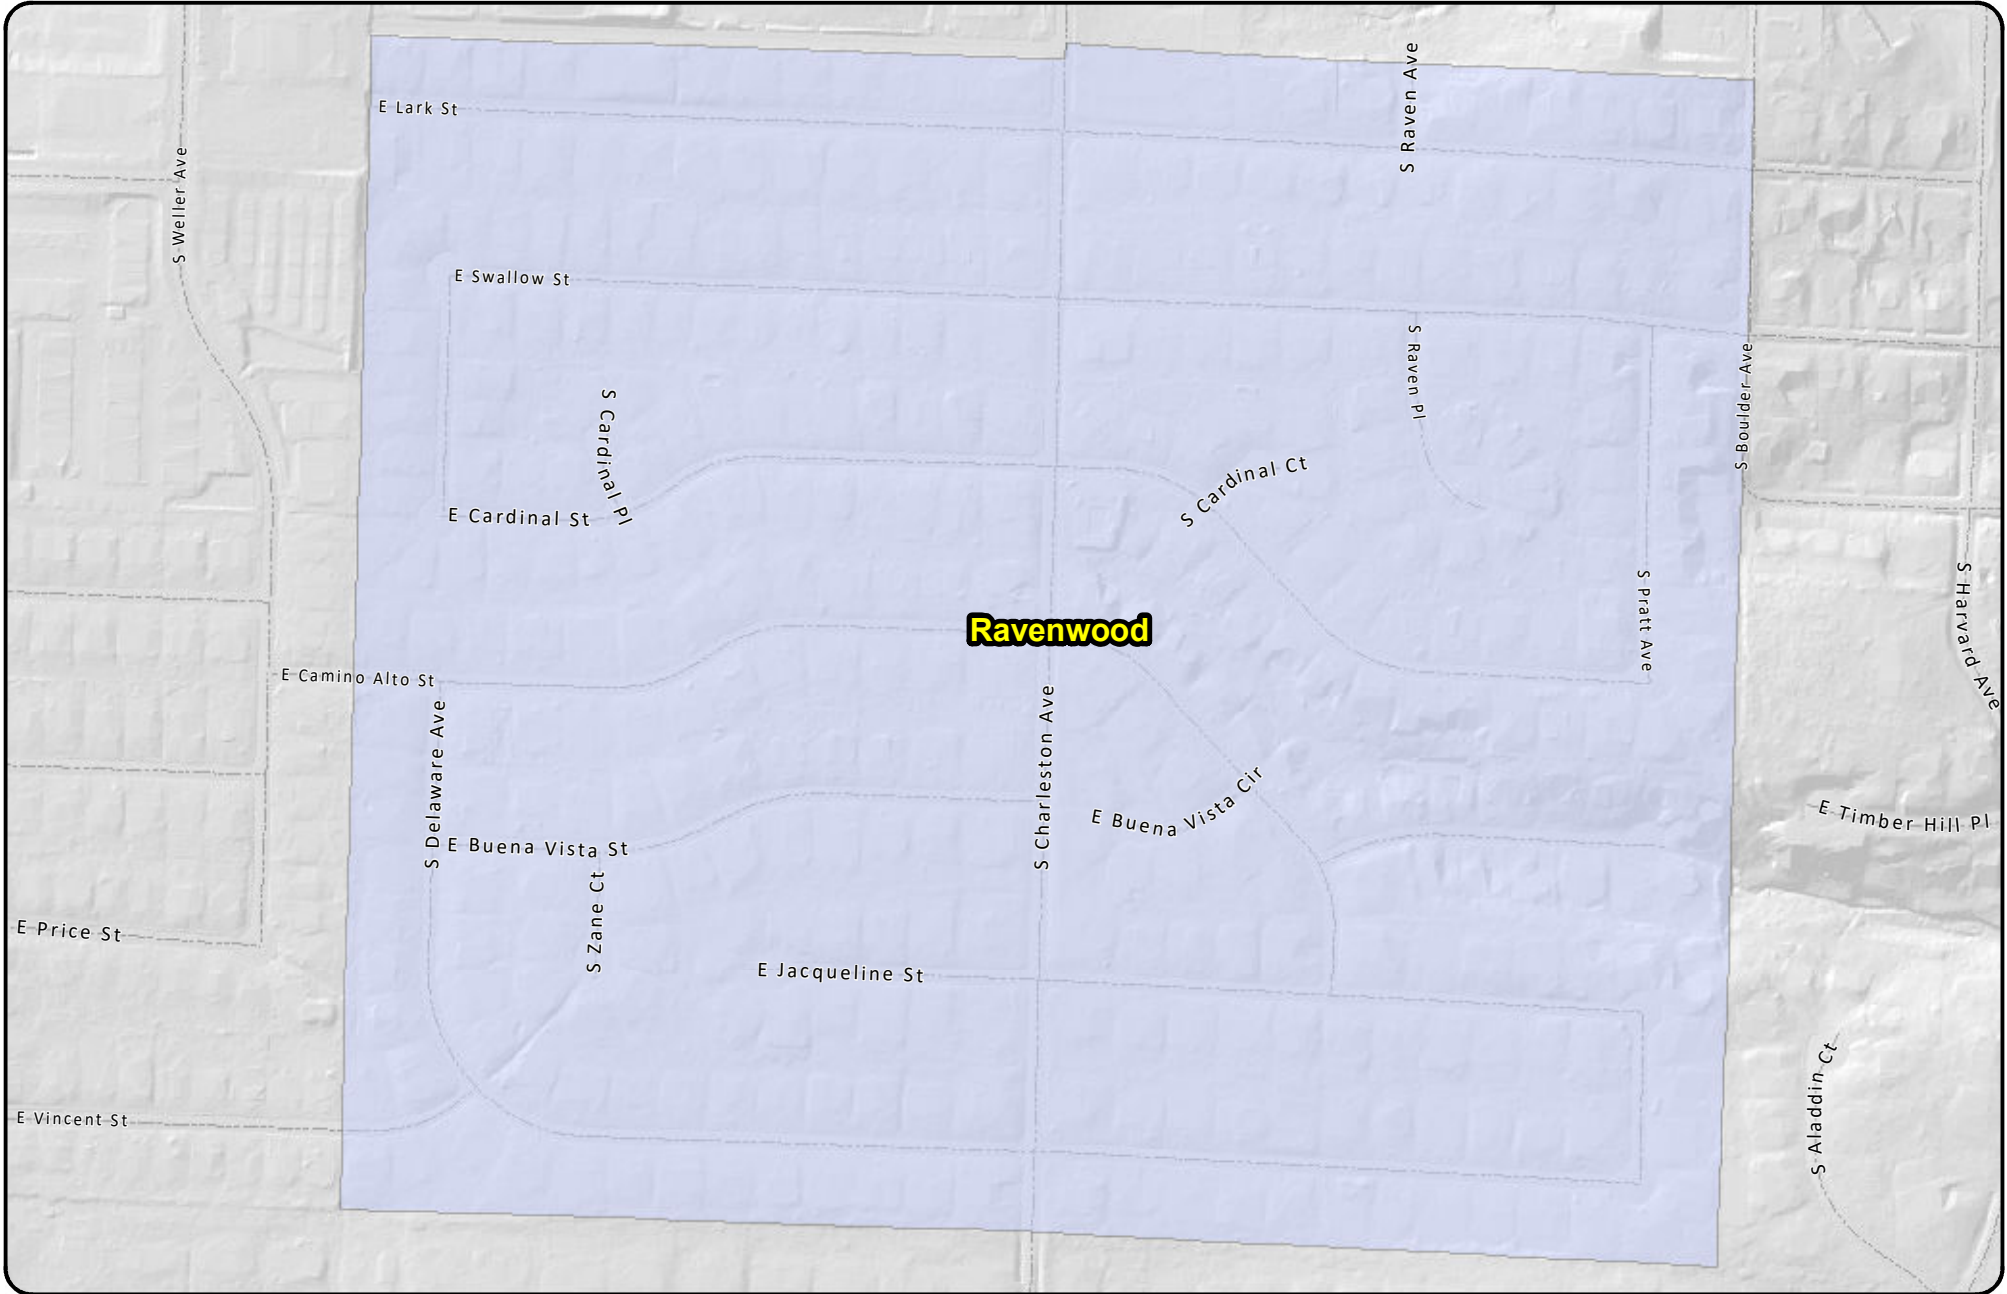 S Raven Ave
E Lark St
S Weller Ave
E Swallow St
S Raven Pl
S Boulder Ave
S Cardinal Pl
S Cardinal Ct
E Cardinal St
S Pratt Ave
S Harvard Ave
Ravenwood
E Camino Alto St
S Delaware Ave
S Charleston Ave
E Buena Vista Cir
E Timber Hill Pl
E Buena Vista St
S Zane Ct
E Price St
E Jacqueline St
S Aladdin Ct
E Vincent St